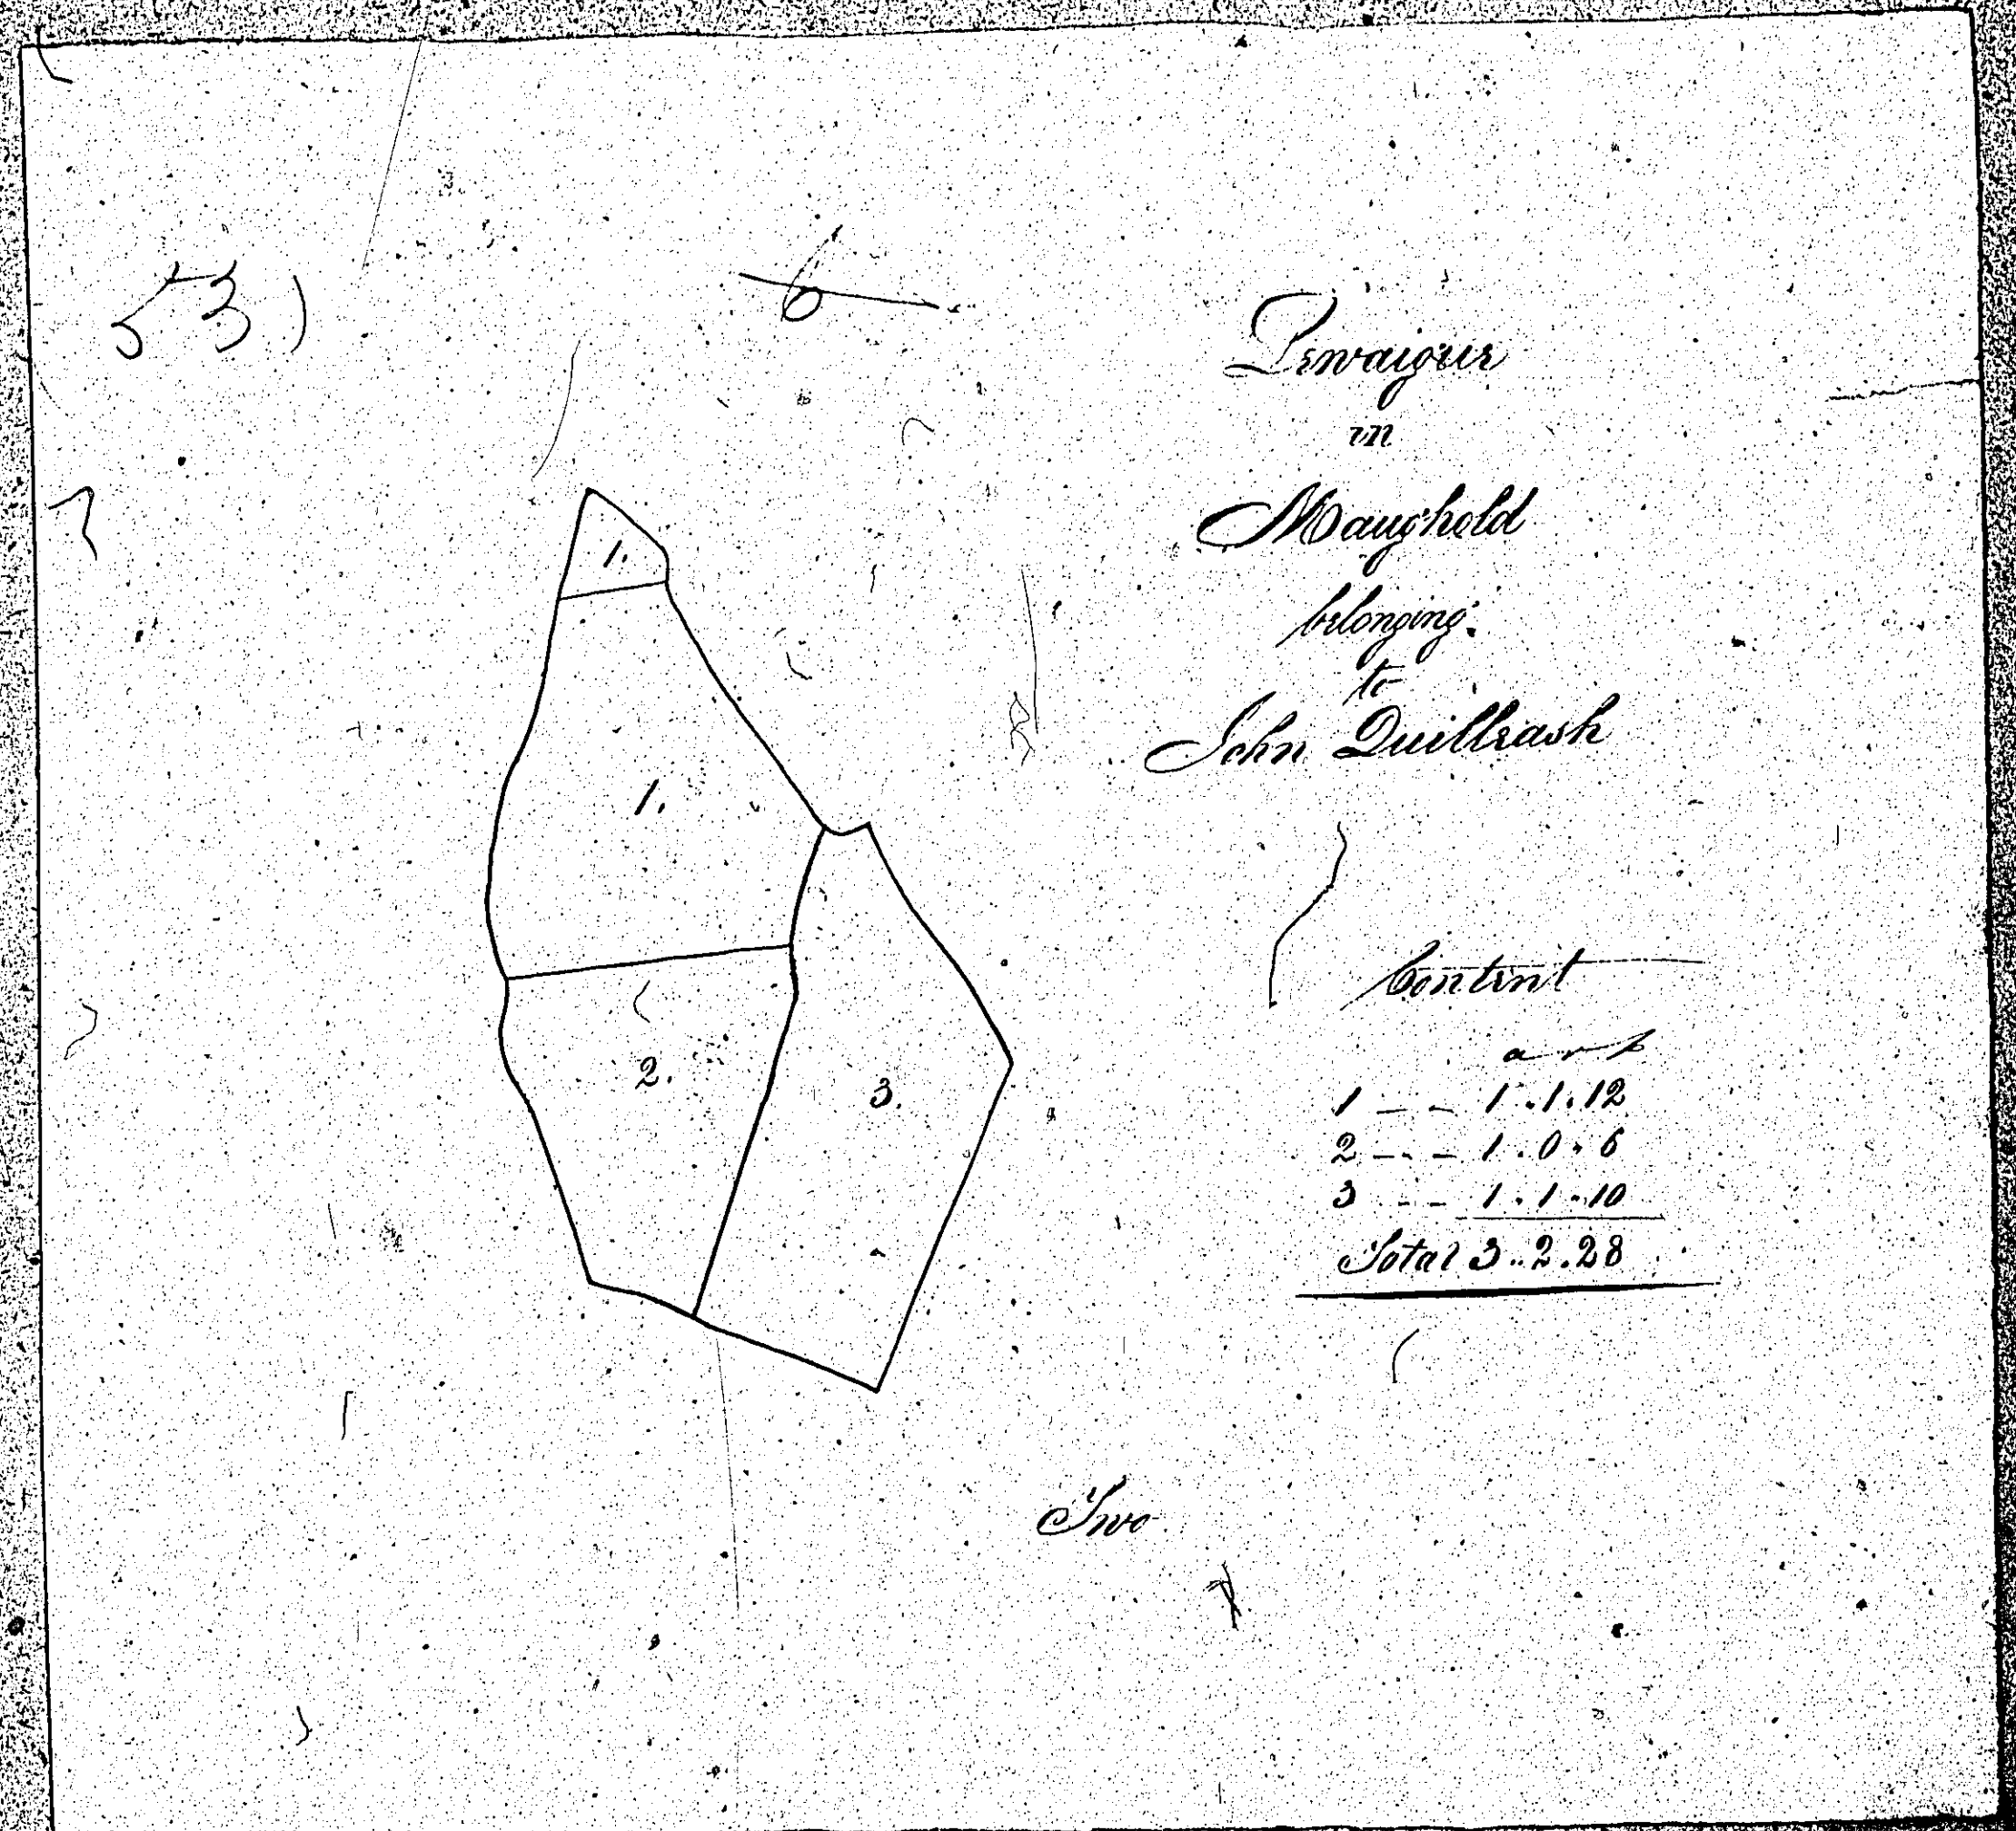 53)
6
Lewaigue
in
Maughold
belonging
to
John Quillrash
1.
1.
2.
3.
Content
a r p
1 -- 1.1.12
2 -- 1.0.6
3 -- 1.1.10
Total 3.2.28
Two